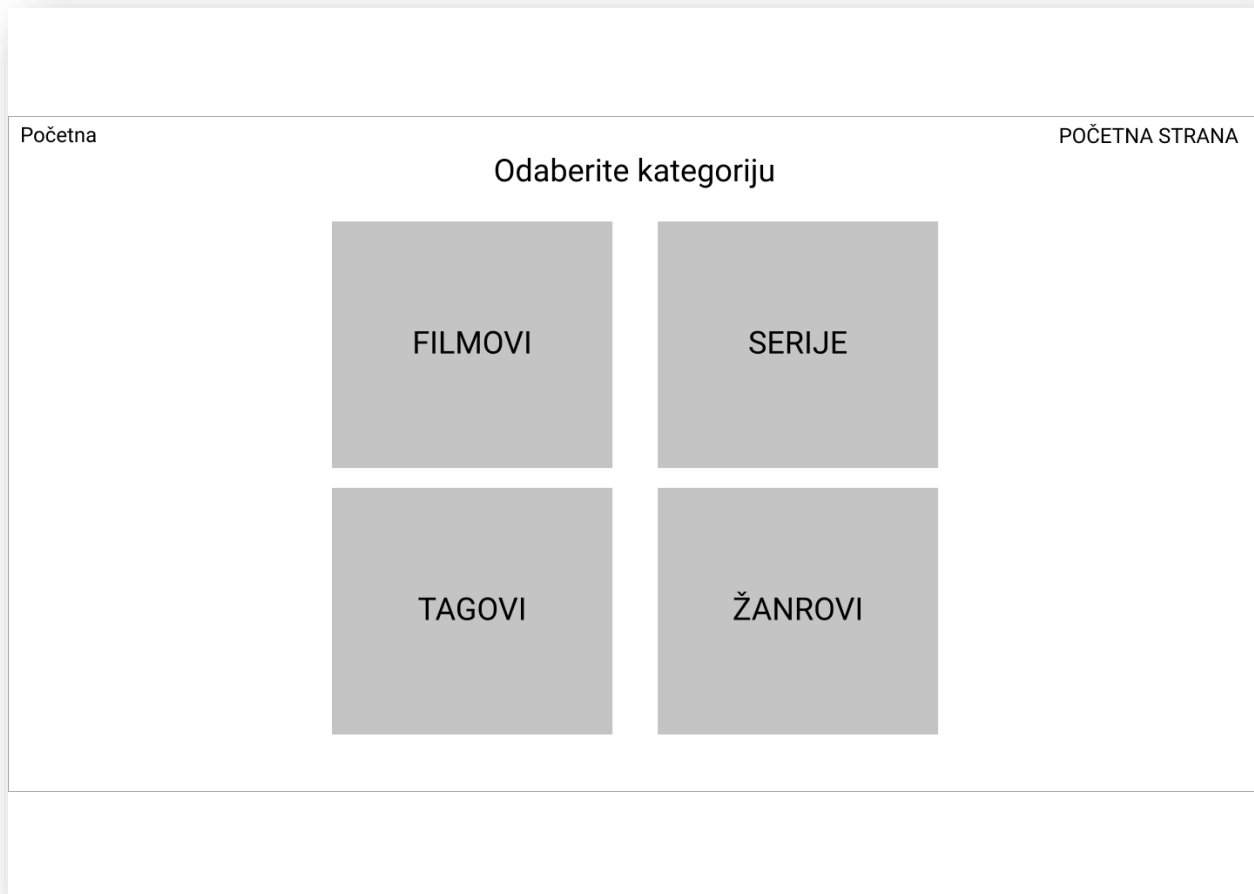 Početna
POČETNA STRANA
Odaberite kategoriju
FILMOVI
SERIJE
TAGOVI
ŽANROVI